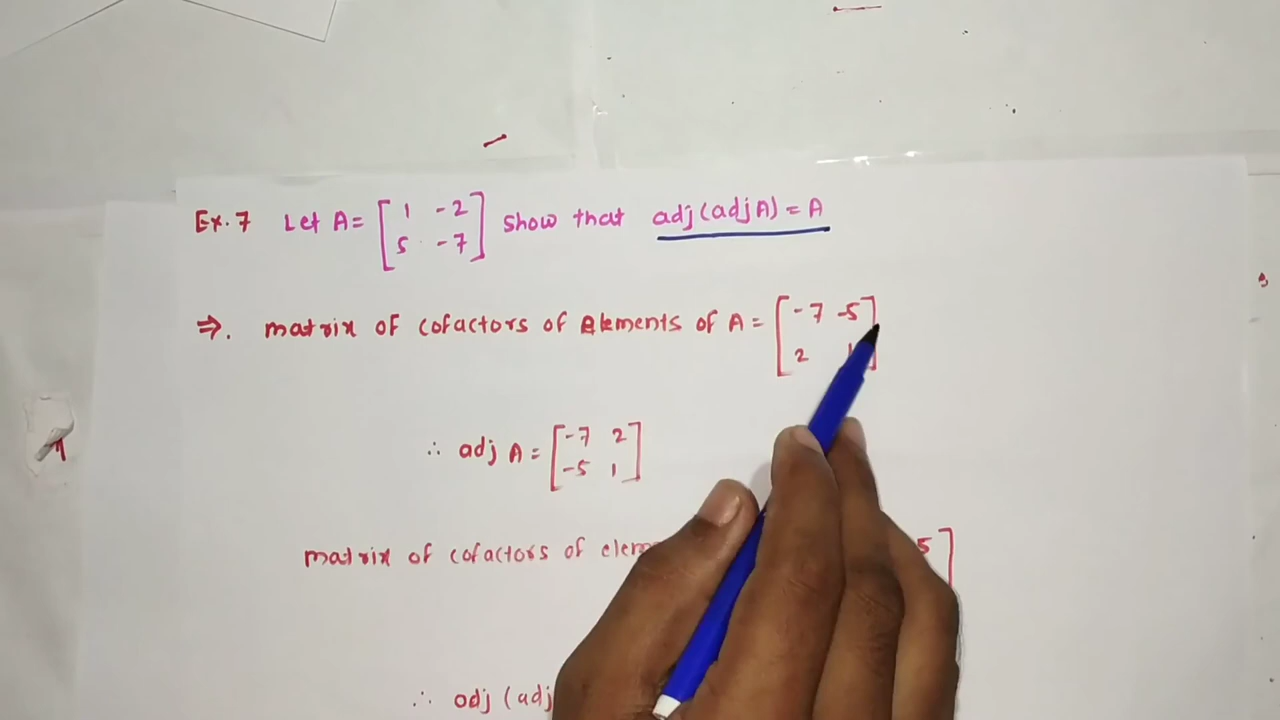 Ex.7 Let A= [ 1 -2 ] show that adj(adjA) = A
[ 5 -7 ]
⇒. matrix of cofactors of elements of A = [ -7 -5 ]
[ 2 1 ]
∴ adj A = [ -7 2 ]
[ -5 1 ]
matrix of cofactors of 5 ]
∴ adj (adj